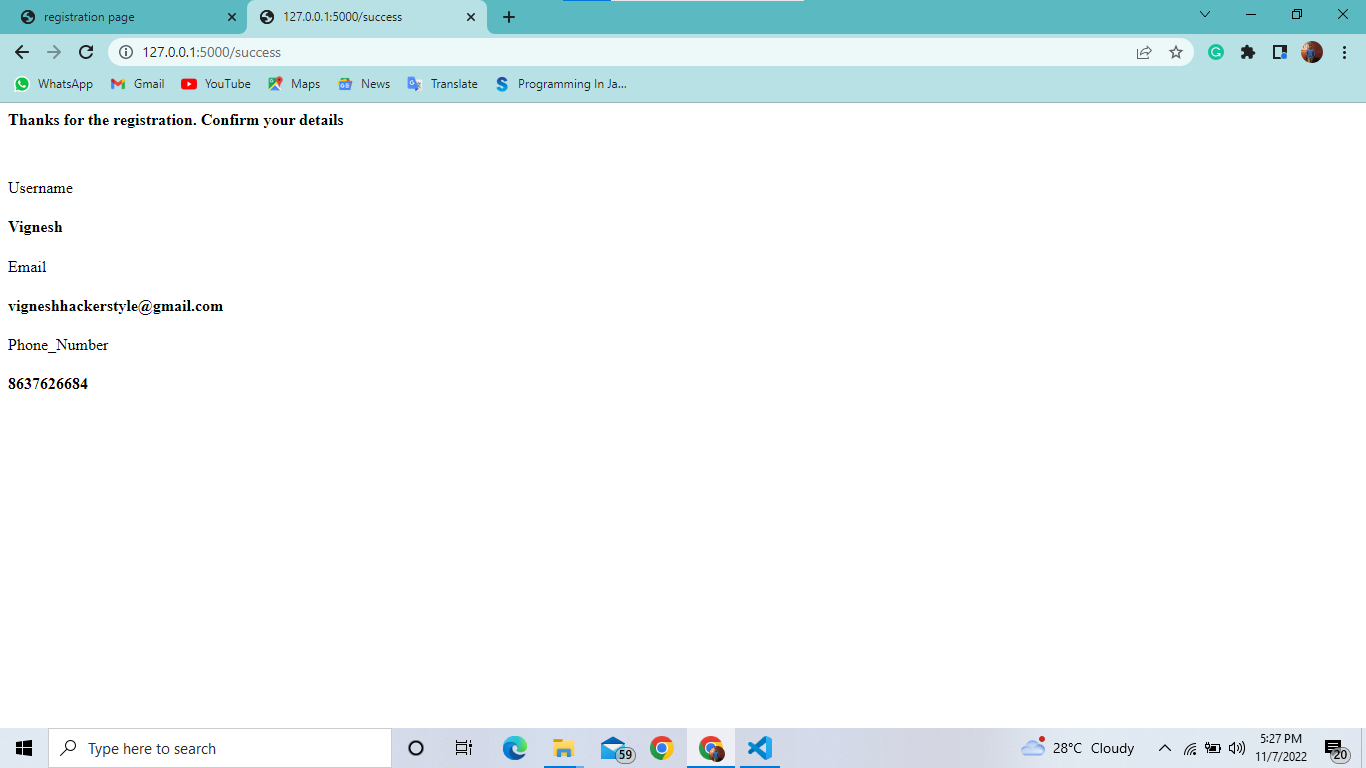 registration page
127.0.0.1:5000/success
127.0.0.1:5000/success
WhatsApp
Gmail
YouTube
Maps
News
Translate
Programming In Ja...
Thanks for the registration. Confirm your details
Username
Vignesh
Email
vigneshhackerstyle@gmail.com
Phone_Number
8637626684
Type here to search
59
28°C Cloudy
5:27 PM
11/7/2022
20